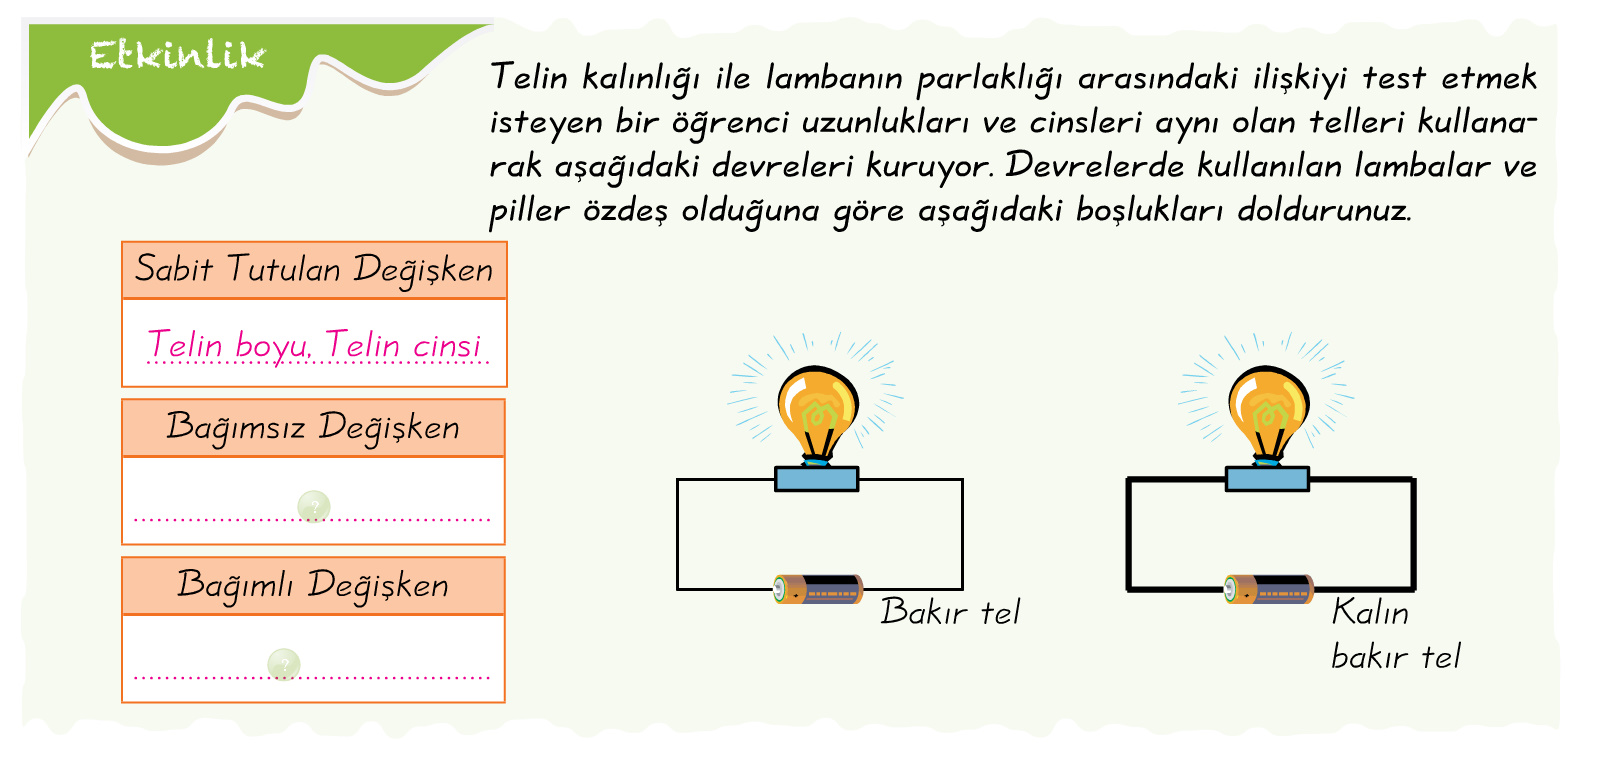 Etkinlik
Telin kalınlığı ile lambanın parlaklığı arasındaki ilişkiyi test etmek
isteyen bir öğrenci uzunlukları ve cinsleri aynı olan telleri kullana-
rak aşağıdaki devreleri kuruyor. Devrelerde kullanılan lambalar ve
piller özdeş olduğuna göre aşağıdaki boşlukları doldurunuz.
Sabit Tutulan Değişken
Telin boyu, Telin cinsi
Bağımsız Değişken
?
Bağımlı Değişken
?
Bakır tel
Kalın
bakır tel